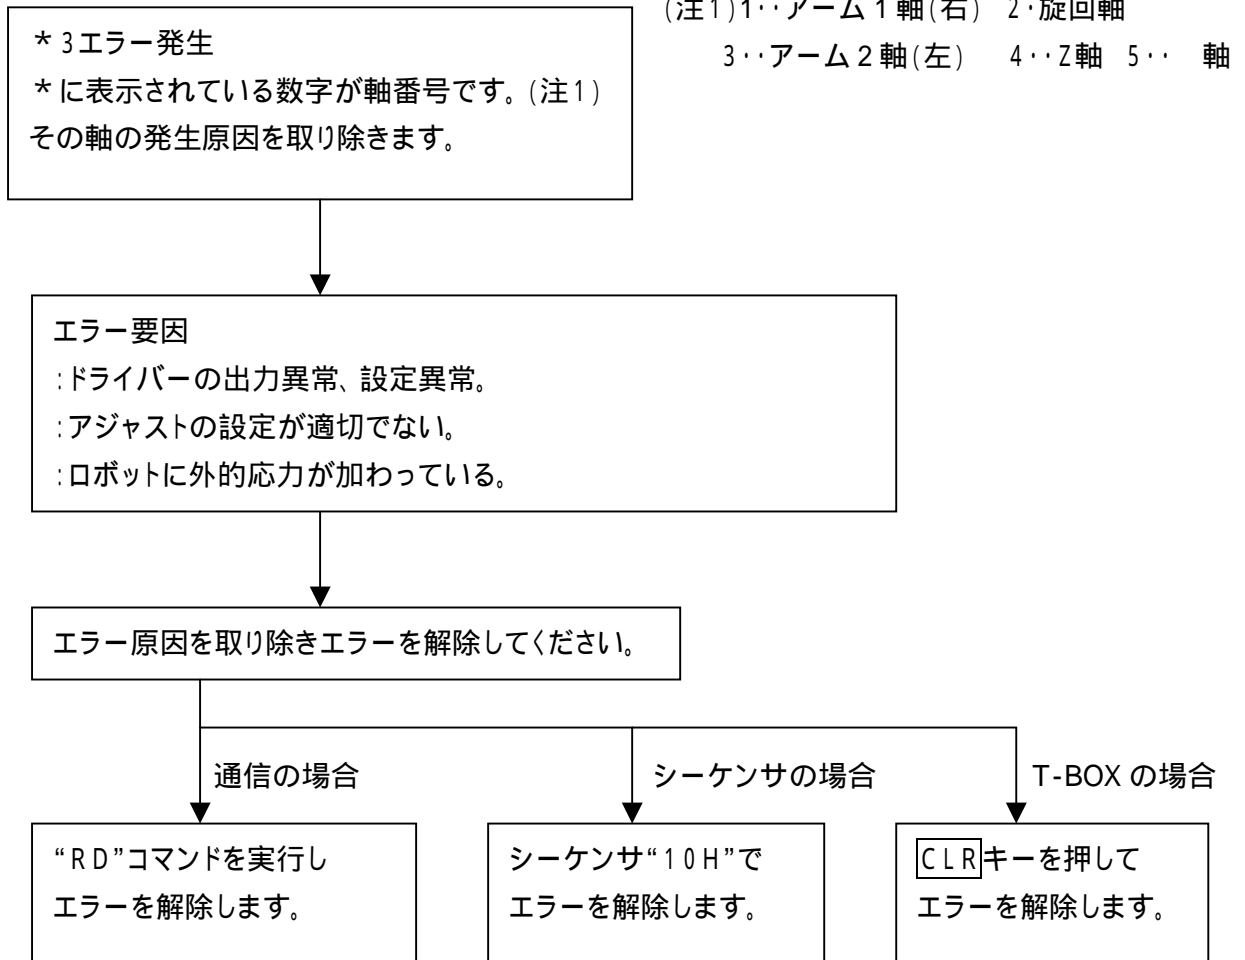 (注1)1‥アーム1軸(右) 2・旋回軸
3‥アーム2軸(左) 4‥Z軸 5‥ 軸
*3エラー発生
*に表示されている数字が軸番号です。(注1)
その軸の発生原因を取り除きます。
エラー要因
:ドライバーの出力異常、設定異常。
:アジャストの設定が適切でない。
:ロボットに外的応力が加わっている。
エラー原因を取り除きエラーを解除してください。
通信の場合
シーケンサの場合
T-BOX の場合
“RD”コマンドを実行し
エラーを解除します。
シーケンサ“10H”で
エラーを解除します。
CLRキーを押して
エラーを解除します。